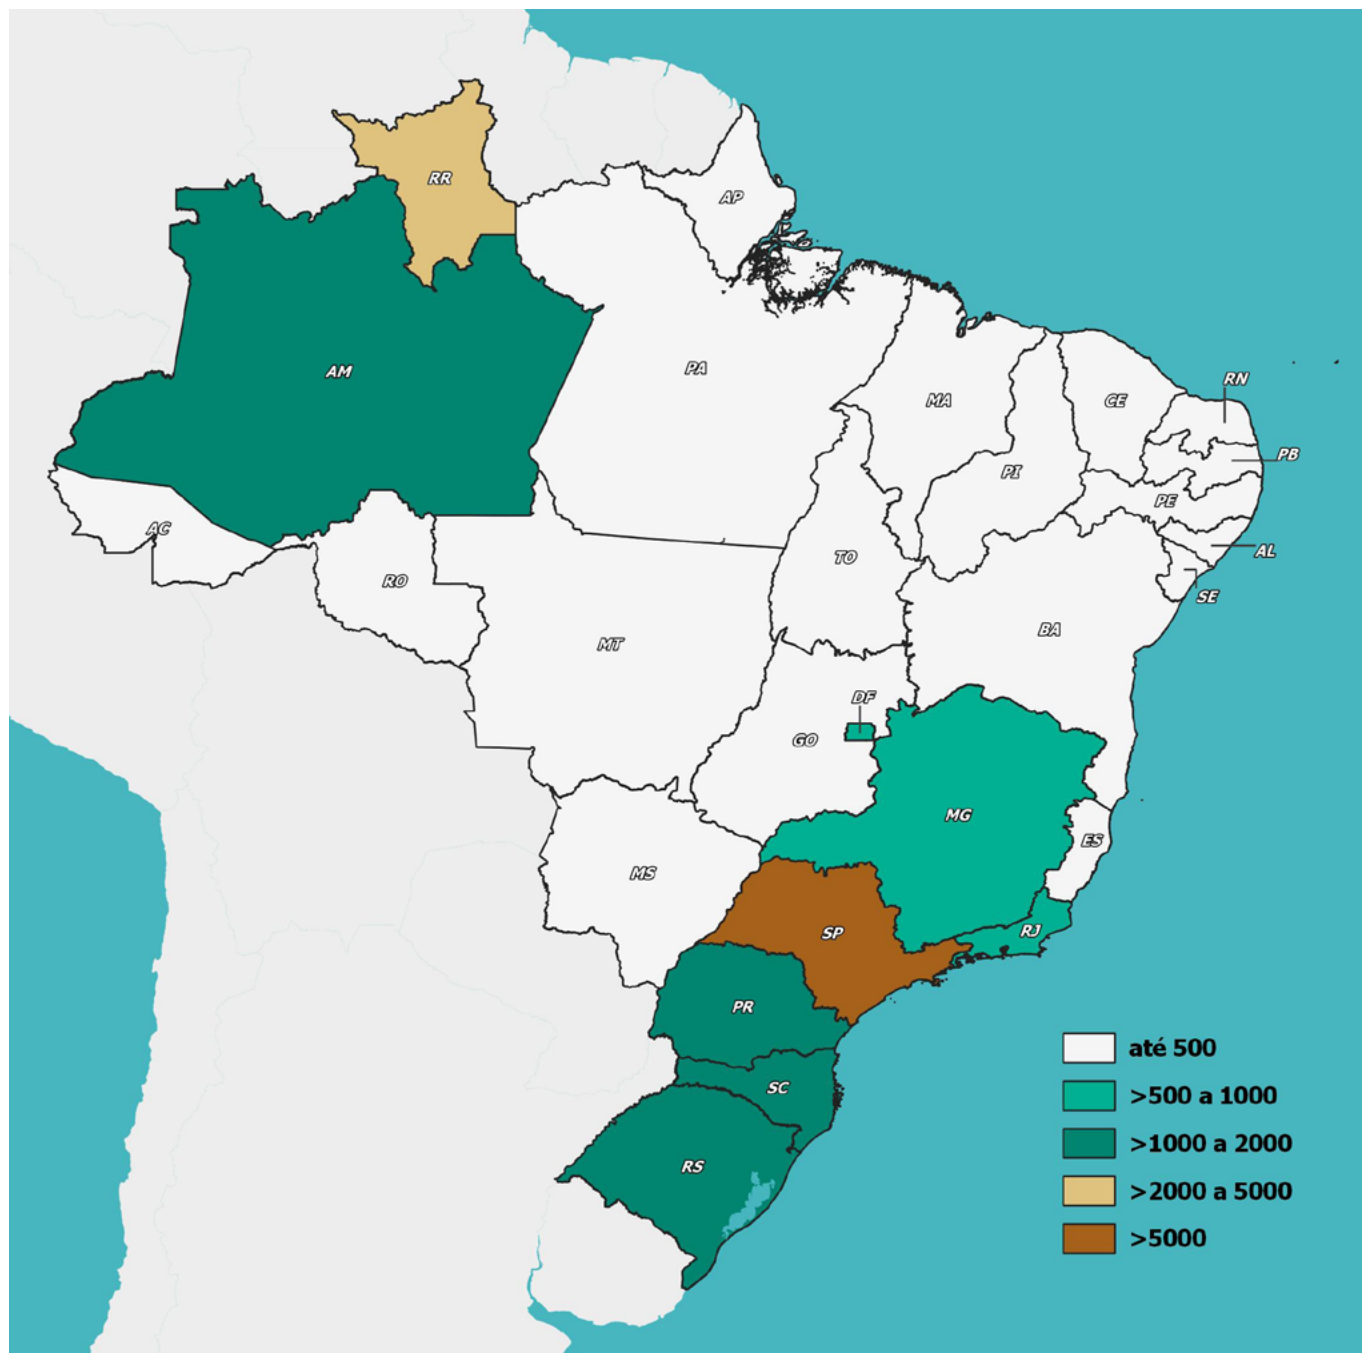 RR
AP
AM
PA
RN
MA
CE
PB
PI
PE
AC
TO
AL
RO
SE
BA
MT
DF
GO
MG
ES
MS
RJ
SP
PR
SC
RS
até 500
>500 a 1000
>1000 a 2000
>2000 a 5000
>5000